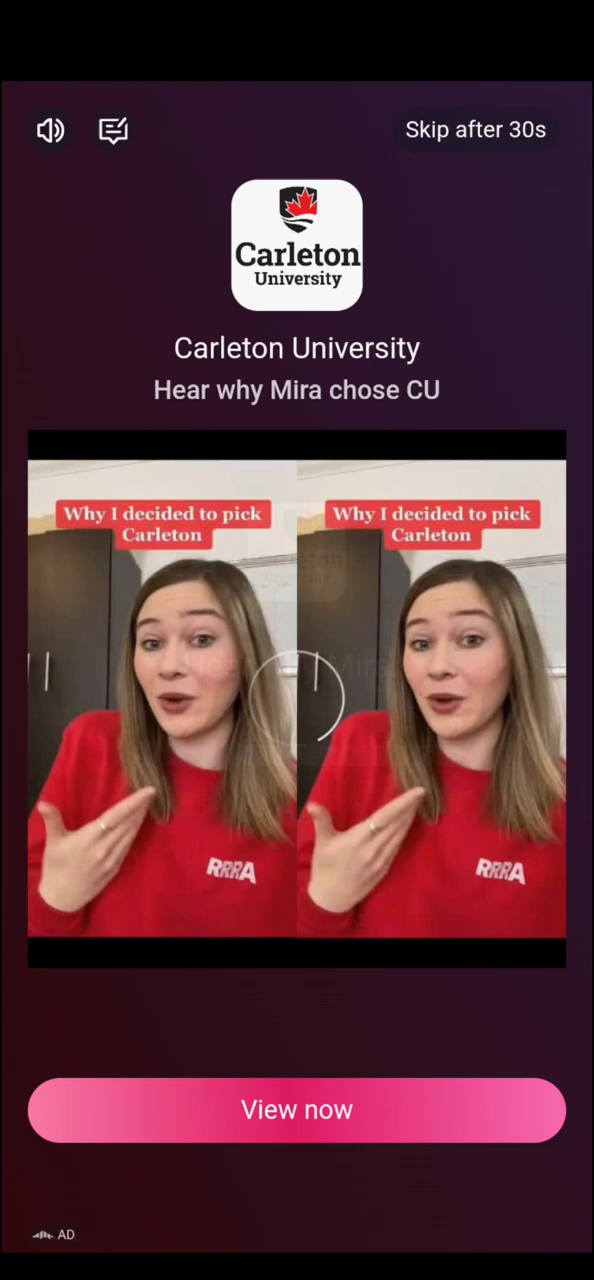 Skip after 30s
Carleton
University
Carleton University
Hear why Mira chose CU
Why I decided to pick
Carleton
Why I decided to pick
Carleton
RRRA
RRRA
View now
AD